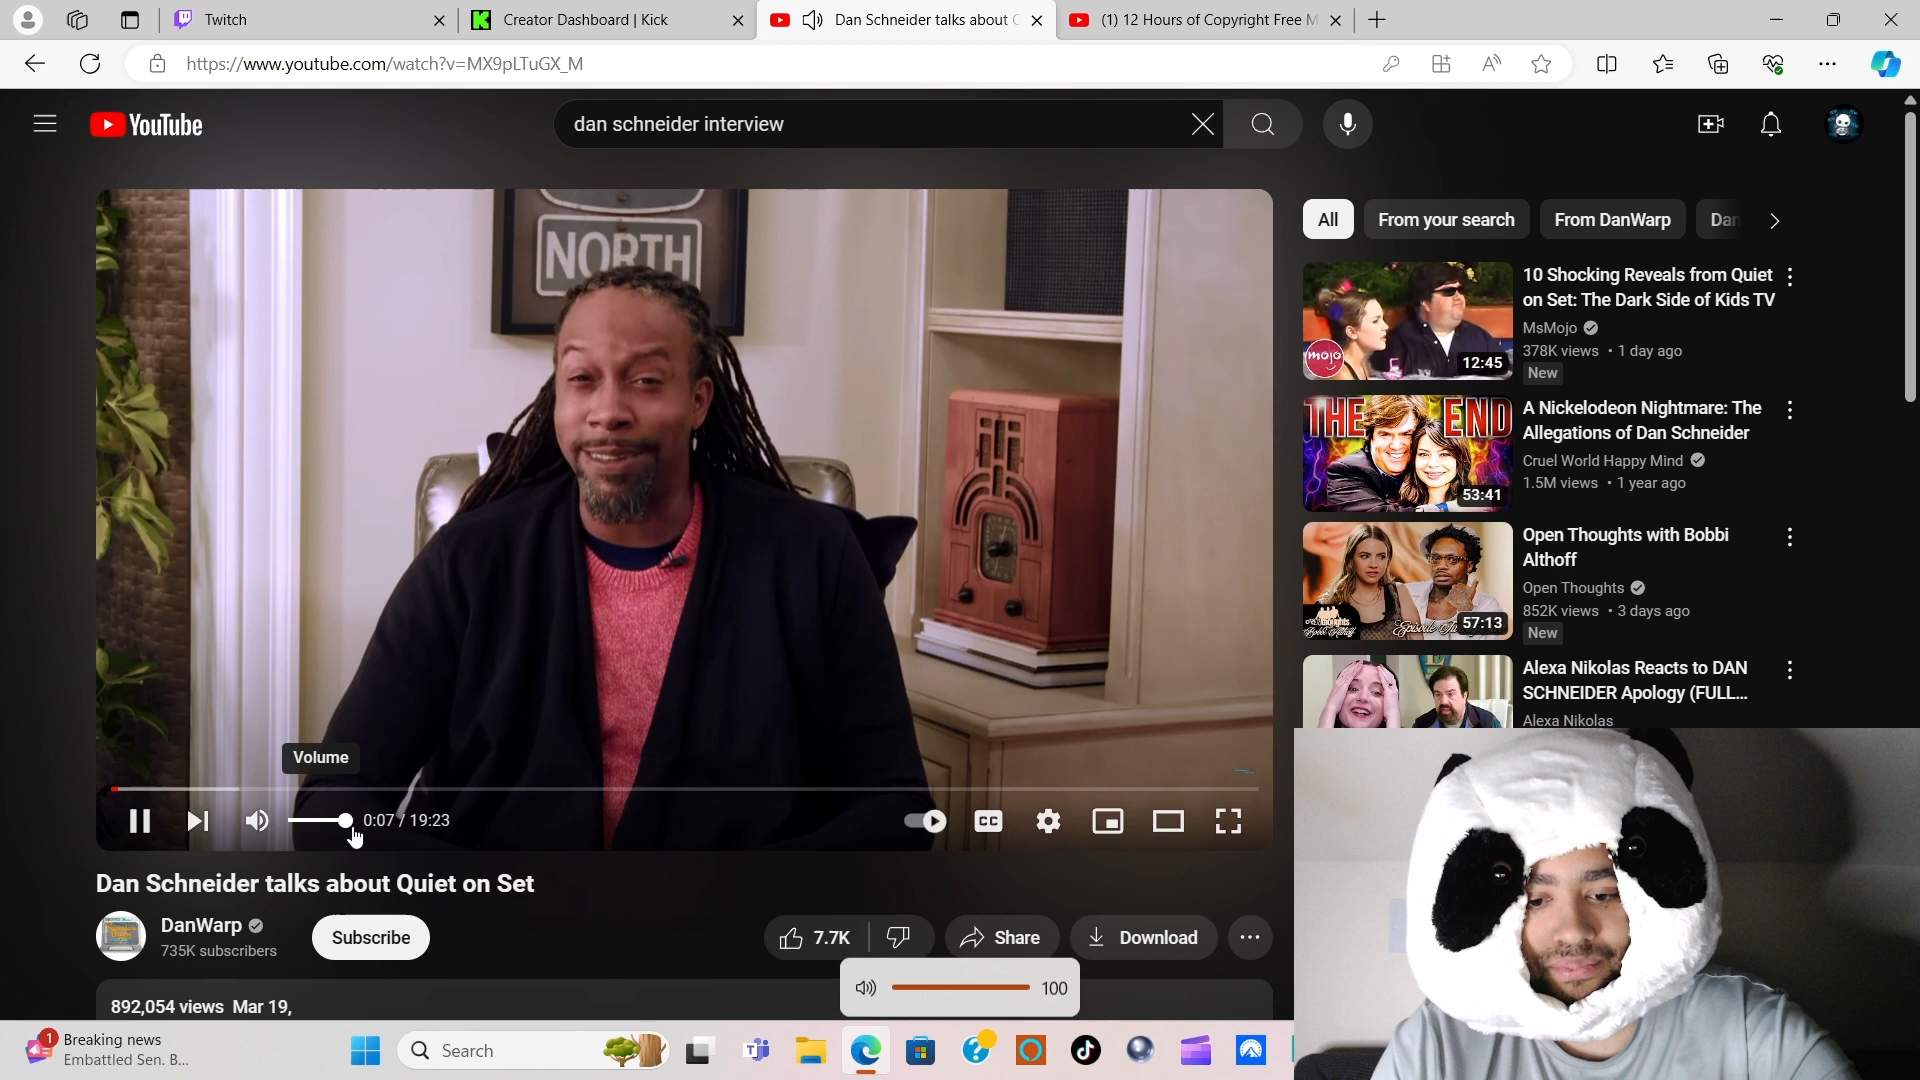 Twitch
Creator Dashboard | Kick
Dan Schneider talks about
(1) 12 Hours of Copyright Free M
https://www.youtube.com/watch?v=MX9pLTuGX_M
YouTube
dan schneider interview
NORTH
All
From your search
From DanWarp
Dan
10 Shocking Reveals from Quiet
on Set: The Dark Side of Kids TV
MsMojo
378K views • 1 day ago
New
mojo
12:45
THE END
A Nickelodeon Nightmare: The
Allegations of Dan Schneider
Cruel World Happy Mind
1.5M views • 1 year ago
53:41
Open Thoughts with Bobbi
Althoff
Open Thoughts
852K views • 3 days ago
New
57:13
Alexa Nikolas Reacts to DAN
SCHNEIDER Apology (FULL...
Alexa Nikolas
Volume
0:07 / 19:23
CC
Dan Schneider talks about Quiet on Set
DanWarp
735K subscribers
Subscribe
7.7K
Share
Download
100
892,054 views Mar 19,
1
Breaking news
Embattled Sen. B...
Search